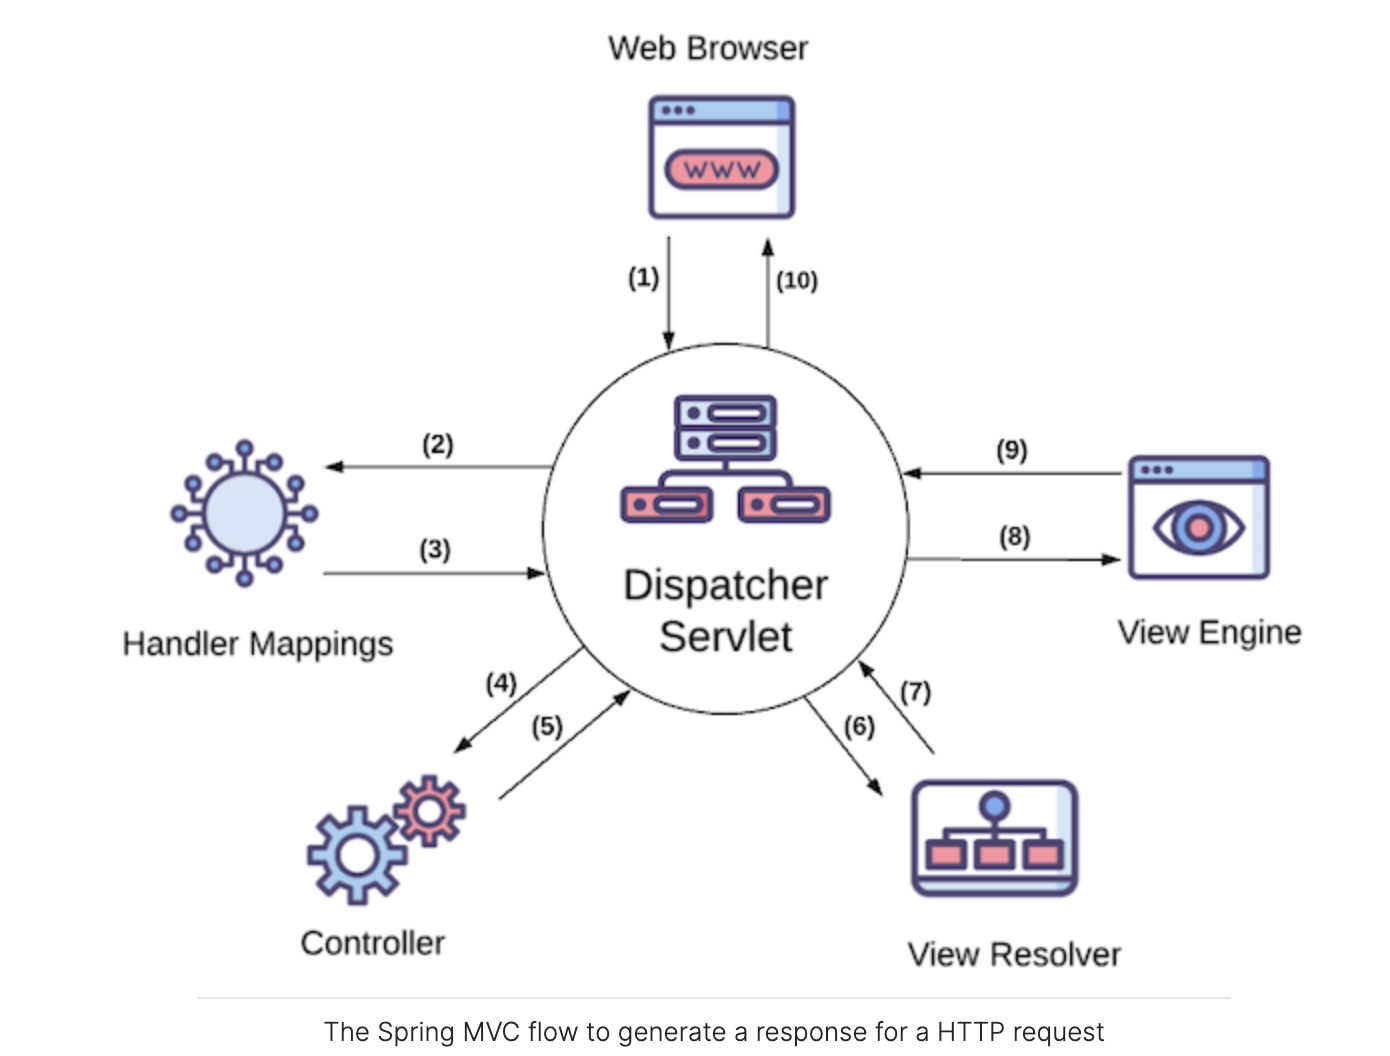 Web Browser
WWW
(1)
(10)
(2)
(9)
(3)
(8)
Dispatcher
Servlet
Handler Mappings
View Engine
(4)
(5)
(6)
(7)
Controller
View Resolver
The Spring MVC flow to generate a response for a HTTP request